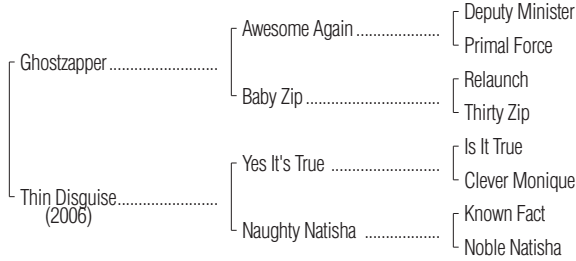 Deputy Minister
Awesome Again ....................
Primal Force
Ghostzapper ..........................
Relaunch
Baby Zip ................................
Thirty Zip
Is It True
Yes It's True ..........................
Clever Monique
Thin Disguise........................
(2006)
Known Fact
Naughty Natisha ..................
Noble Natisha